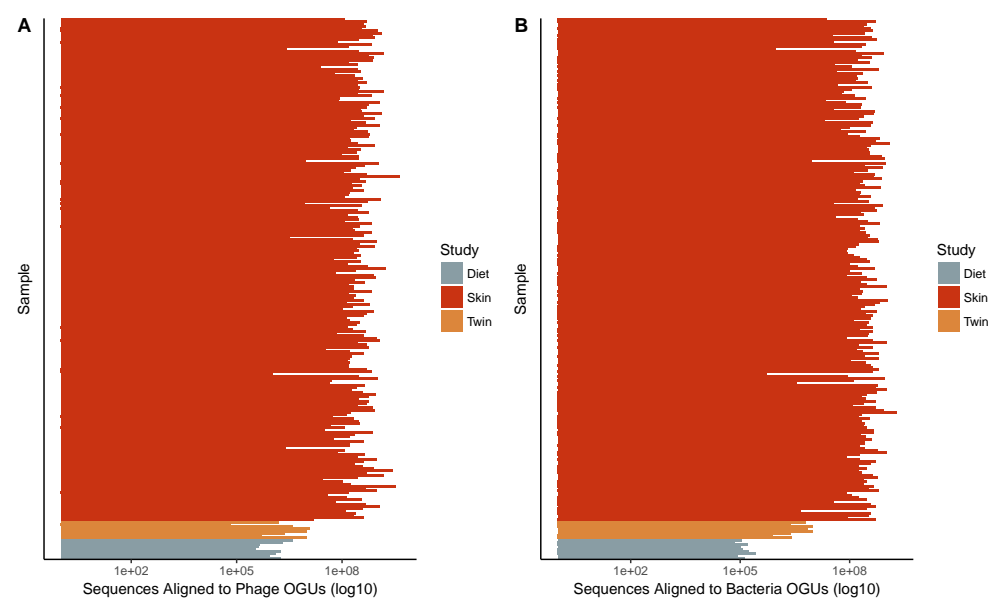 A
Sample
1e+02 1e+05 1e+08
Sequences Aligned to Phage OGUs (log10)
Study
Diet
Skin
Twin
B
Sample
1e+02 1e+05 1e+08
Sequences Aligned to Bacteria OGUs (log10)
Study
Diet
Skin
Twin